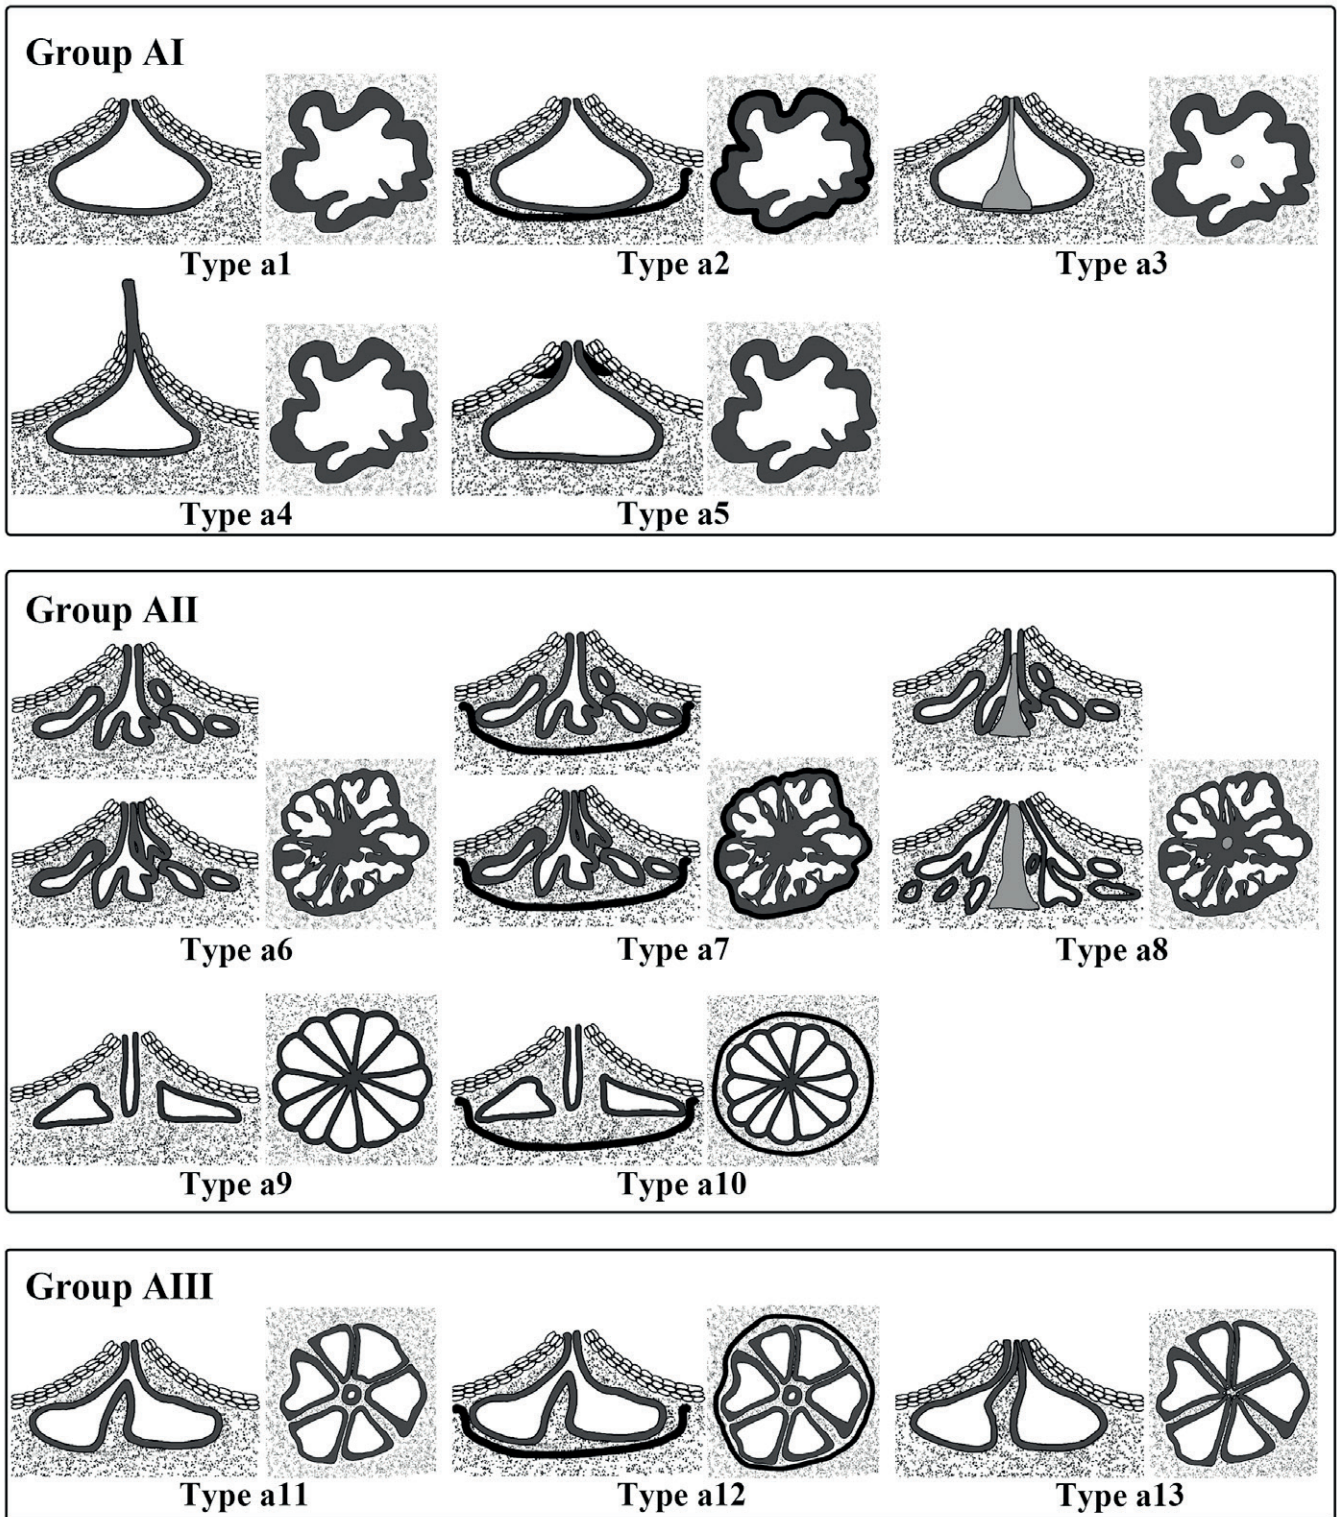 Group AI
Type a1
Type a2
Type a3
Type a4
Type a5
Group AII
Type a6
Type a7
Type a8
Type a9
Type a10
Group AIII
Type a11
Type a12
Type a13